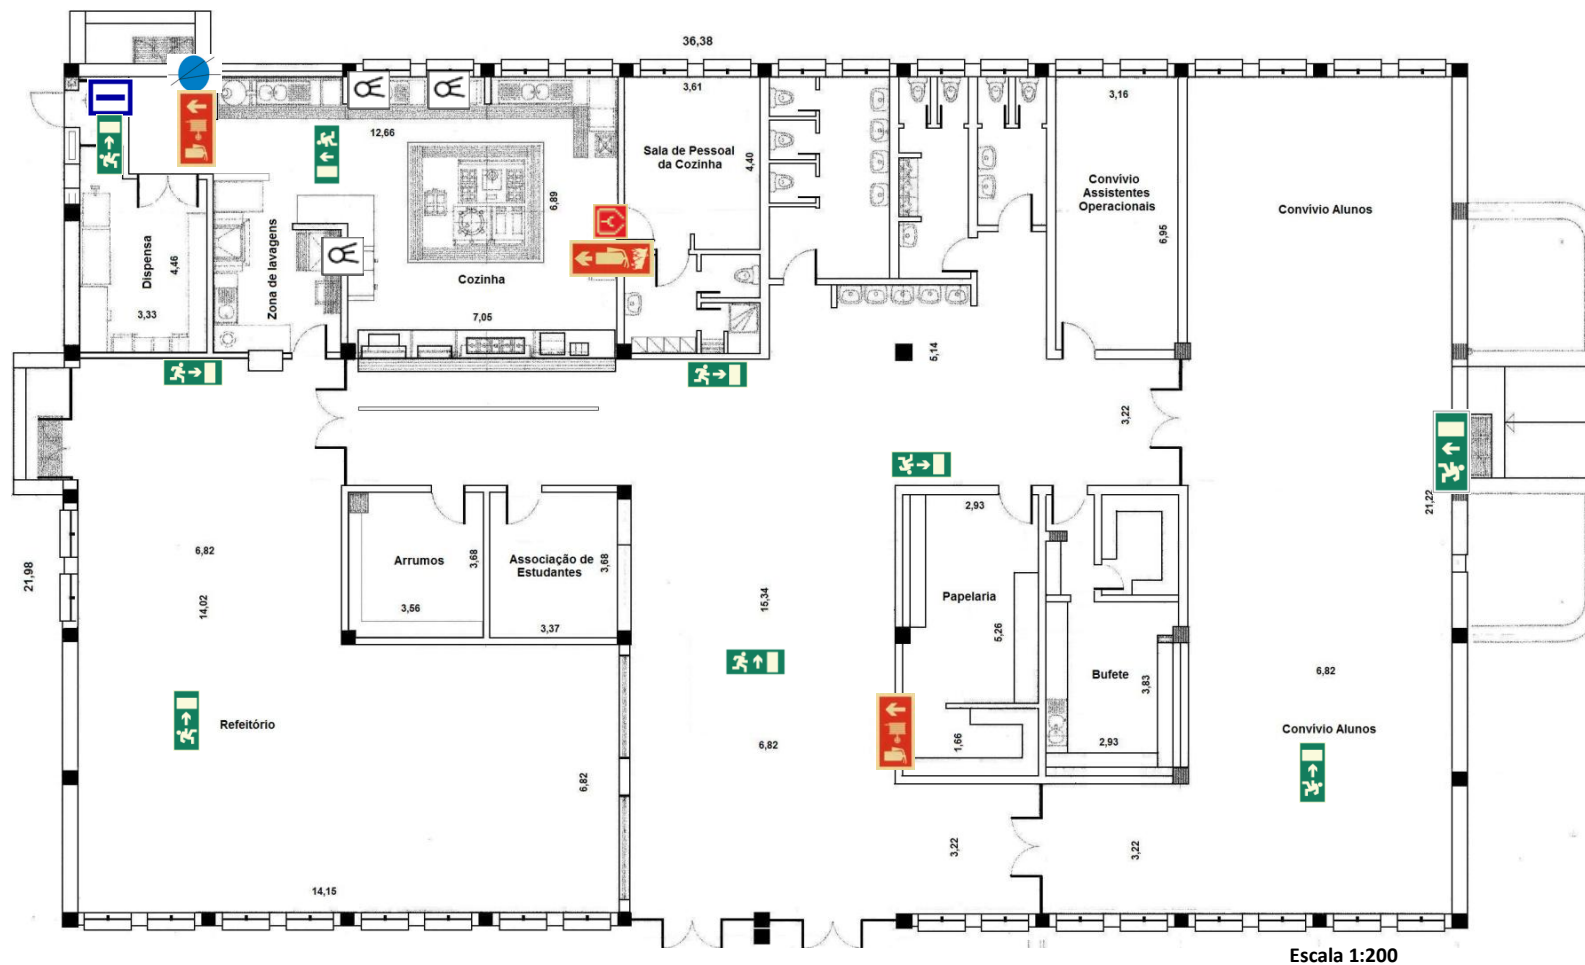 36,38
3,61
3,16
12,66
Sala de Pessoal
da Cozinha
4,40
Convivio
Assistentes
Operacionais
6,95
Convivio Alunos
6,89
Dispensa
4,46
3,33
Zona de lavagens
Cozinha
7,05
5,14
3,22
21,22
2,93
6,82
14,02
21,98
Arrumos
3,68
3,56
Associação de
Estudantes
3,68
3,37
15,34
Papelaria
5,26
Bufete
3,83
2,93
1,66
6,82
Convivio Alunos
Refeitório
6,82
6,82
3,22
3,22
14,15
Escala 1:200